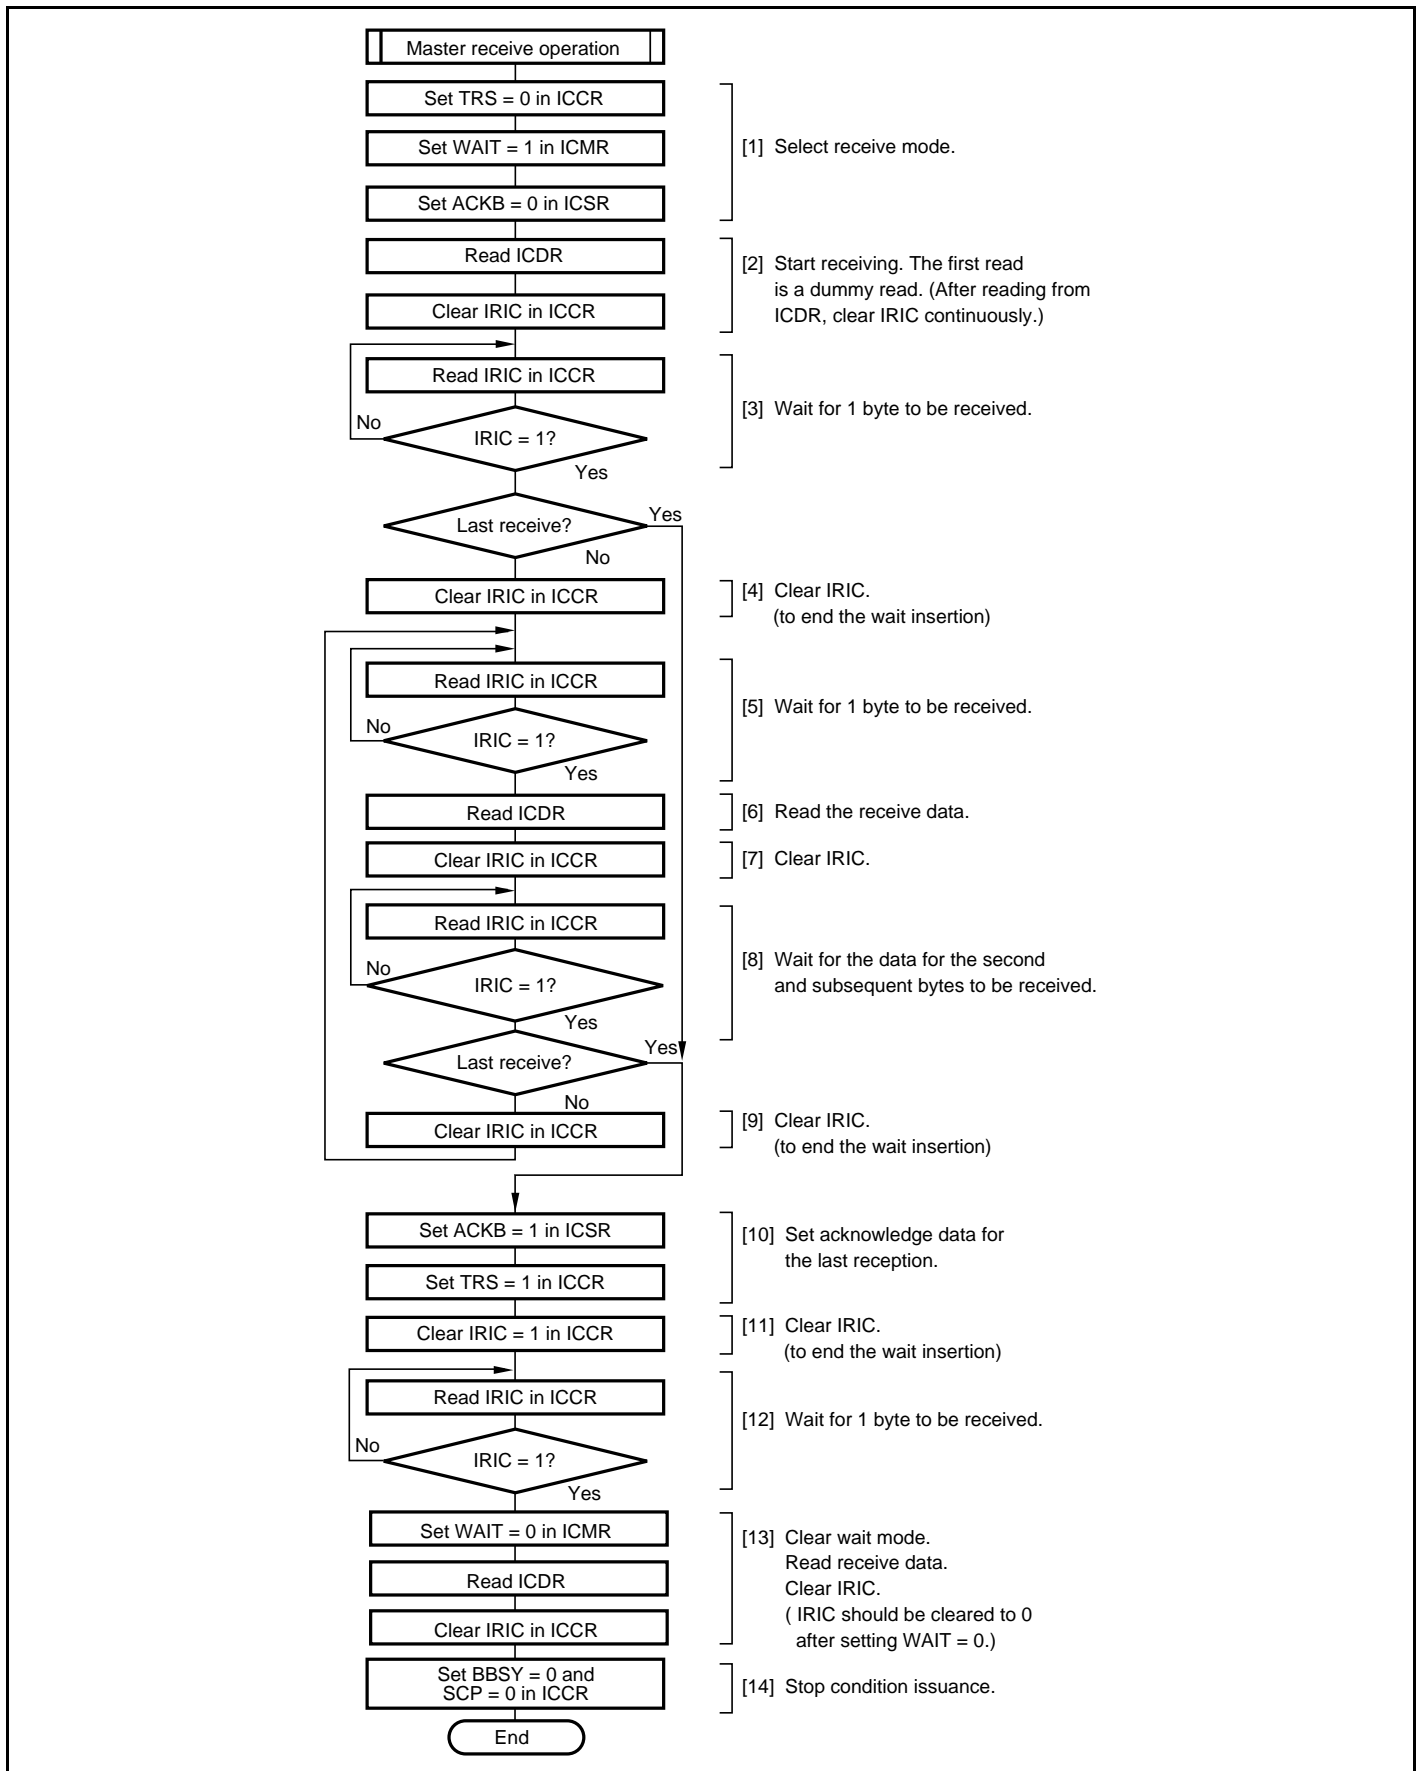 Master receive operation
Set TRS = 0 in ICCR
Set WAIT = 1 in ICMR
[1] Select receive mode.
Set ACKB = 0 in ICSR
Read ICDR
[2] Start receiving. The first read
is a dummy read. (After reading from
ICDR, clear IRIC continuously.)
Clear IRIC in ICCR
Read IRIC in ICCR
[3] Wait for 1 byte to be received.
No
IRIC = 1?
Yes
Last receive?
Yes
No
Clear IRIC in ICCR
[4] Clear IRIC.
(to end the wait insertion)
Read IRIC in ICCR
[5] Wait for 1 byte to be received.
No
IRIC = 1?
Yes
Read ICDR
[6] Read the receive data.
Clear IRIC in ICCR
[7] Clear IRIC.
Read IRIC in ICCR
[8] Wait for the data for the second
and subsequent bytes to be received.
No
IRIC = 1?
Yes
Last receive?
Yes
No
Clear IRIC in ICCR
[9] Clear IRIC.
(to end the wait insertion)
Set ACKB = 1 in ICSR
[10] Set acknowledge data for
the last reception.
Set TRS = 1 in ICCR
Clear IRIC = 1 in ICCR
[11] Clear IRIC.
(to end the wait insertion)
Read IRIC in ICCR
[12] Wait for 1 byte to be received.
No
IRIC = 1?
Yes
Set WAIT = 0 in ICMR
[13] Clear wait mode.
Read receive data.
Clear IRIC.
( IRIC should be cleared to 0
after setting WAIT = 0.)
Read ICDR
Clear IRIC in ICCR
Set BBSY = 0 and
SCP = 0 in ICCR
[14] Stop condition issuance.
End